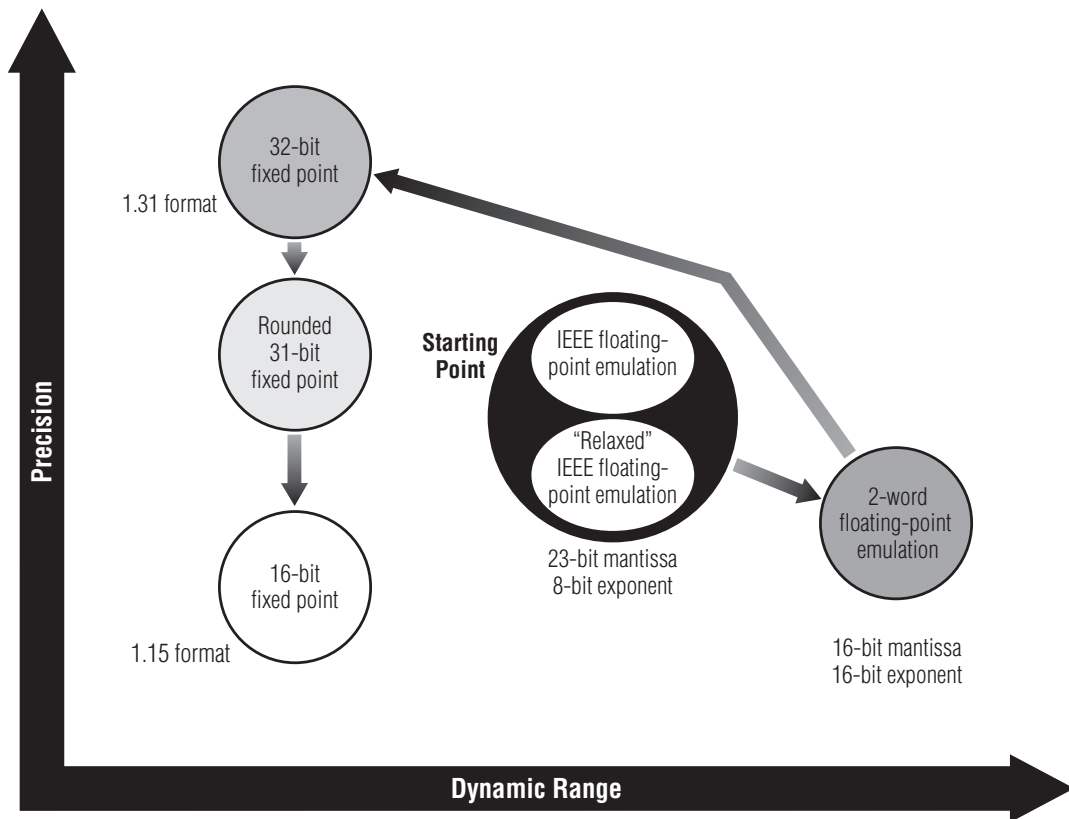 32-bit
fixed point
1.31 format
Rounded
31-bit
fixed point
16-bit
fixed point
1.15 format
Starting
Point
IEEE floating-
point emulation
“Relaxed”
IEEE floating-
point emulation
23-bit mantissa
8-bit exponent
2-word
floating-point
emulation
16-bit mantissa
16-bit exponent
Precision
Dynamic Range